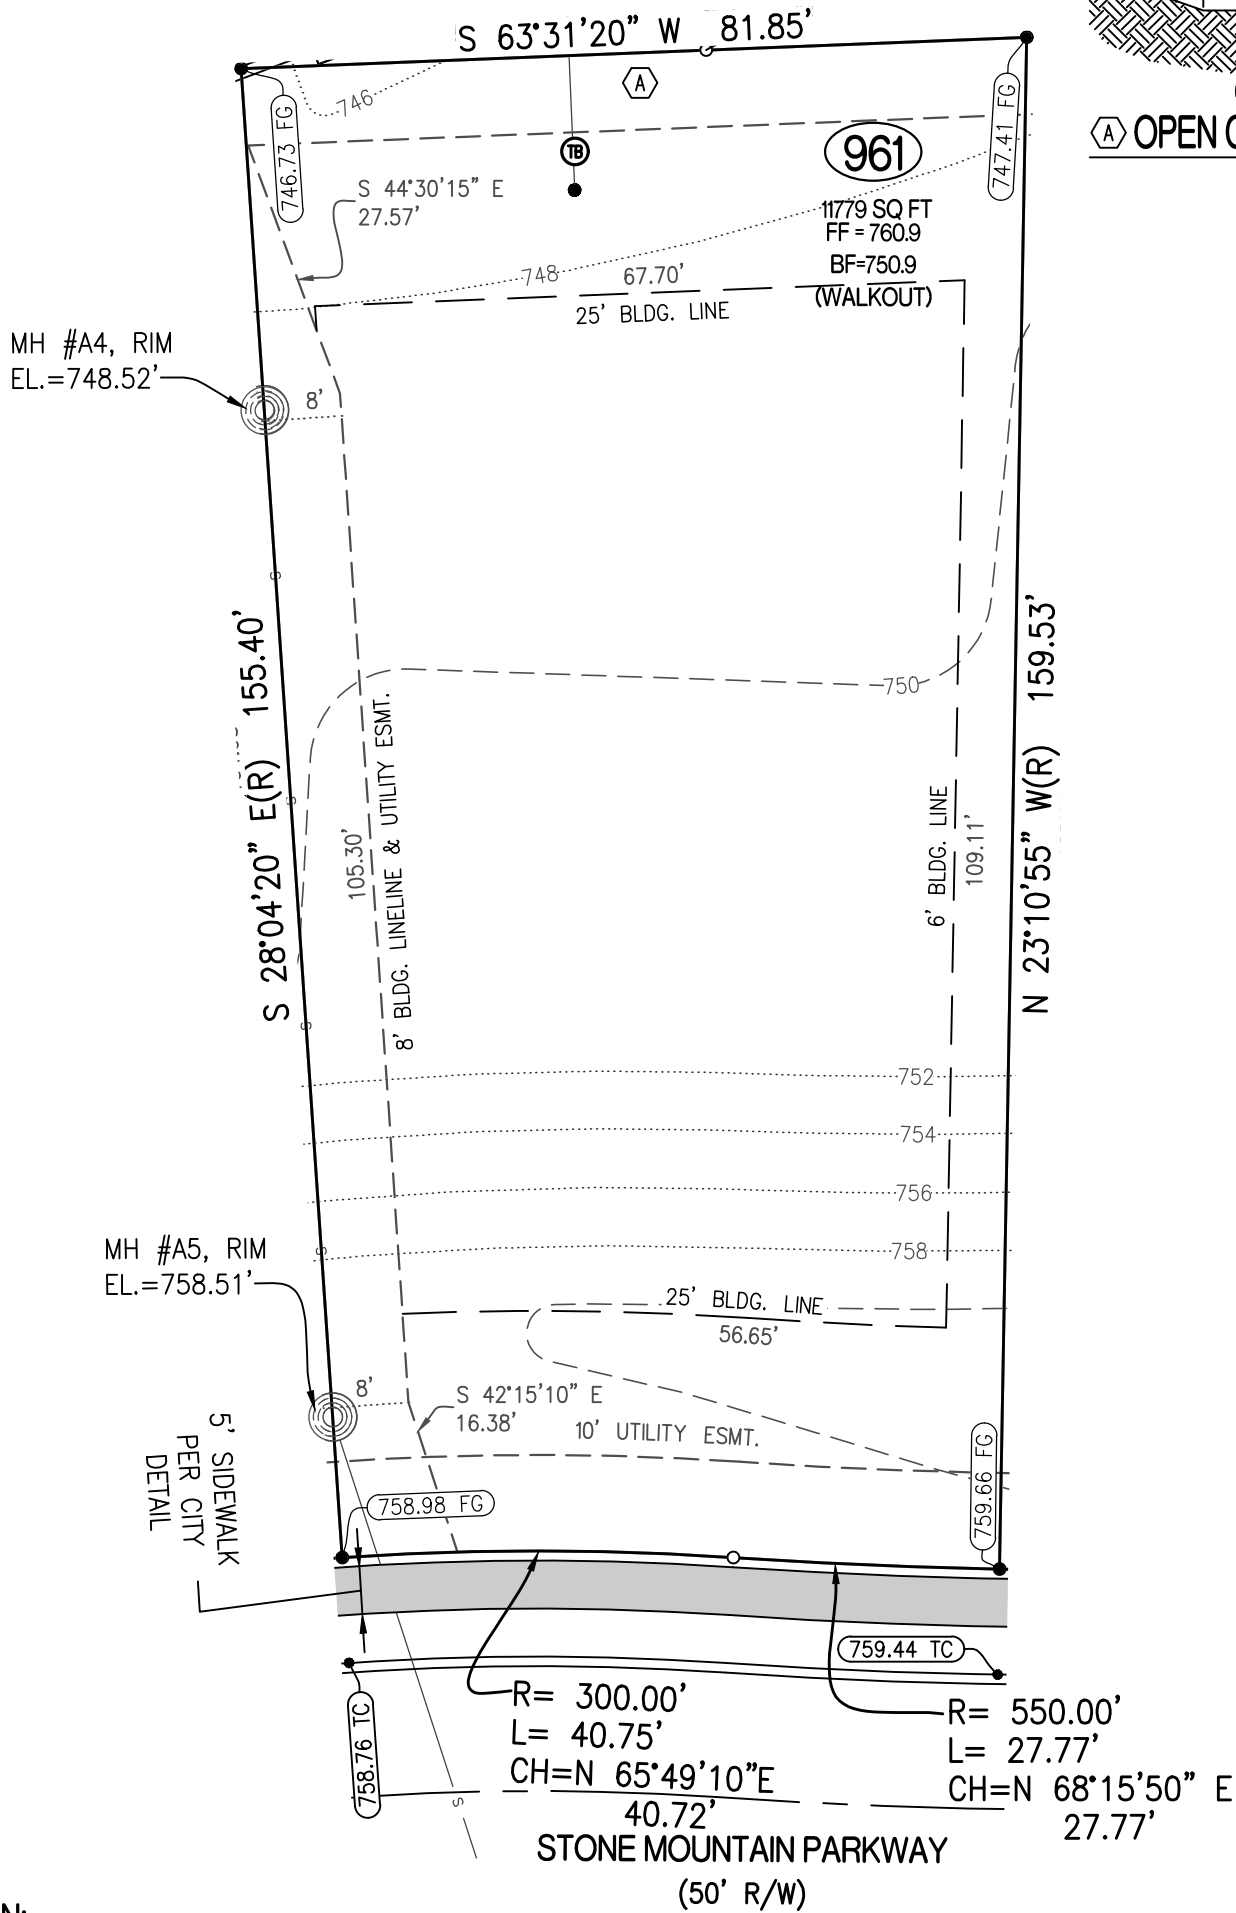 S 63°31'20" W 81.85'
A
746
746.73 FG
TB
961
747.41 FG
A OPEN
S 44°30'15" E
27.57'
11779 SQ FT
FF = 760.9
BF=750.9
(WALKOUT)
748
67.70'
25' BLDG. LINE
MH #A4, RIM
EL.=748.52'
8'
S
S 28°04'20" E(R) 155.40'
N 23°10'55" W(R) 159.53'
750
S
105.30'
8' BLDG. LINELINE & UTILITY ESMT.
6' BLDG. LINE
109.11'
S
752
754
756
758
S
MH #A5, RIM
EL.=758.51'
25' BLDG. LINE
56.65'
8'
S 42°15'10" E
16.38'
10' UTILITY ESMT.
5' SIDEWALK
PER CITY
DETAIL
758.98 FG
759.66 FG
759.44 TC
758.76 TC
R= 300.00'
L= 40.75'
CH=N 65°49'10"E
40.72'
R= 550.00'
L= 27.77'
CH=N 68°15'50" E
27.77'
S
STONE MOUNTAIN PARKWAY
(50' R/W)